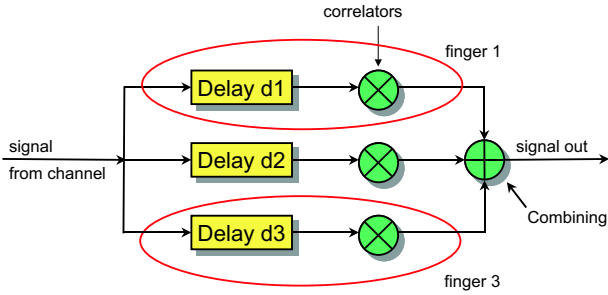 correlators
finger 1
Delay d1
signal
from channel
Delay d2
signal out
Combining
Delay d3
finger 3